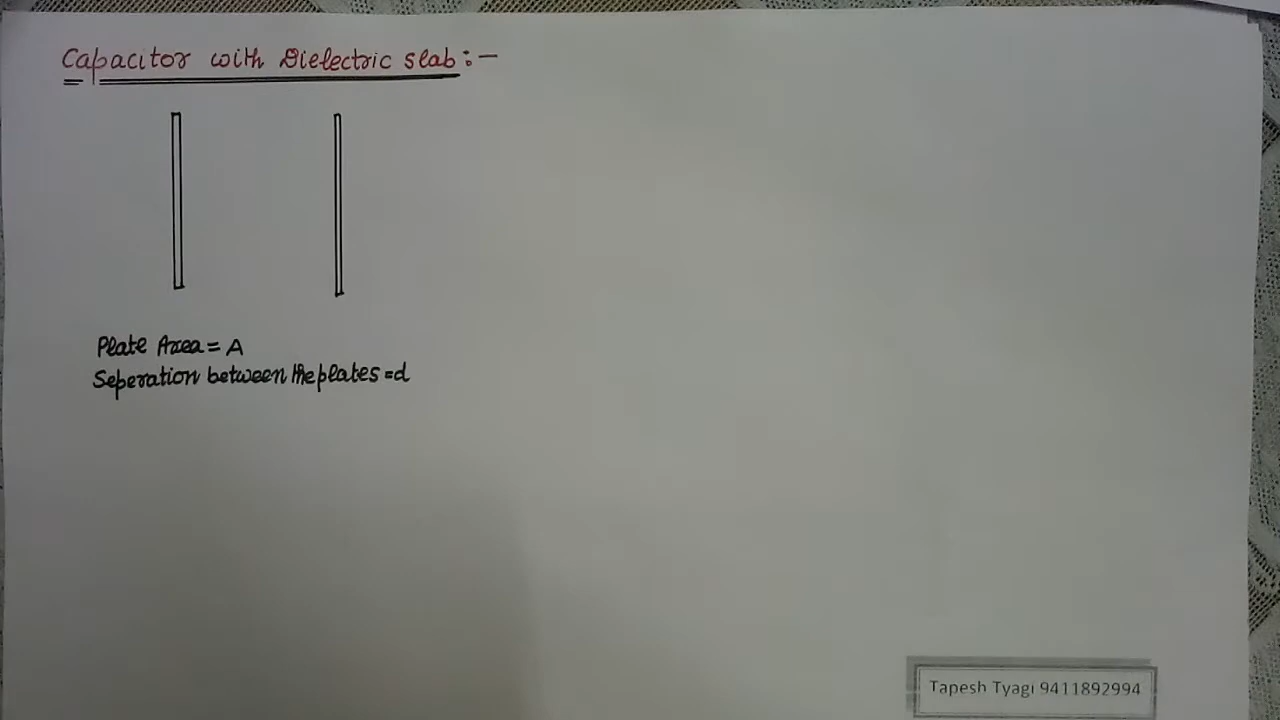 Capacitor with Dielectric slab:-
Plate Area = A
Seperation between the plates = d
Tapesh Tyagi 9411892994